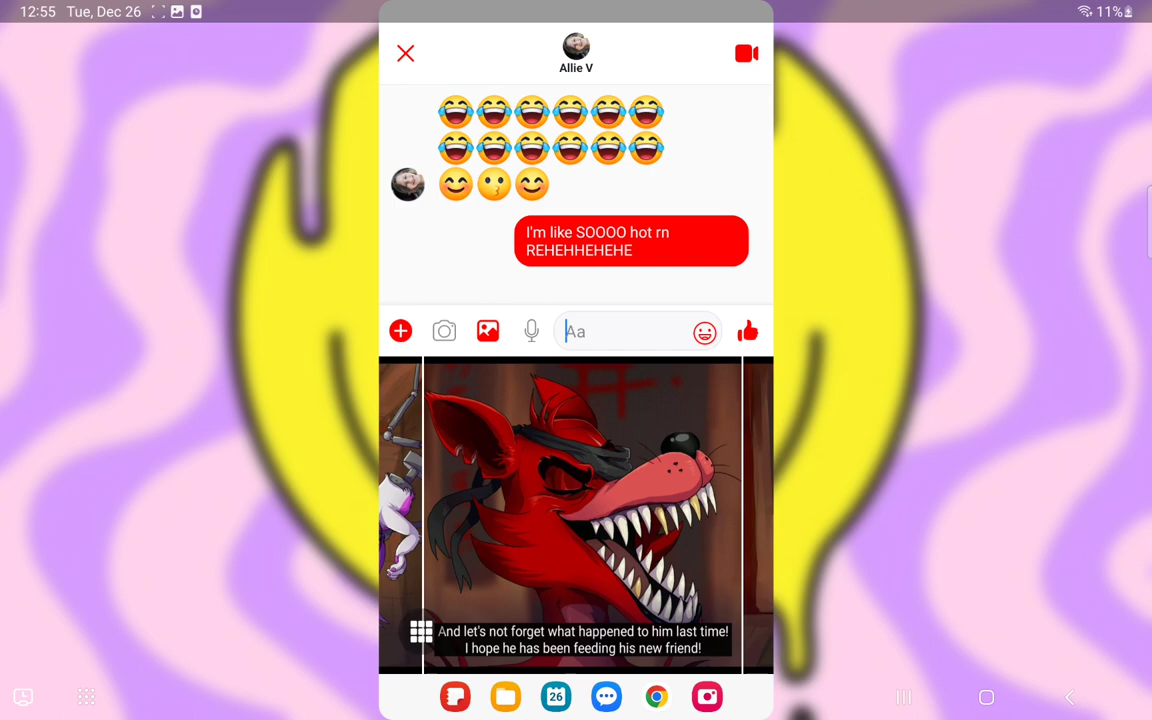 12:55 Tue, Dec 26
11%
Allie V
I'm like SOOOO hot rn
REHEHHEHEHE
Aa
And let's not forget what happened to him last time!
I hope he has been feeding his new friend!
26